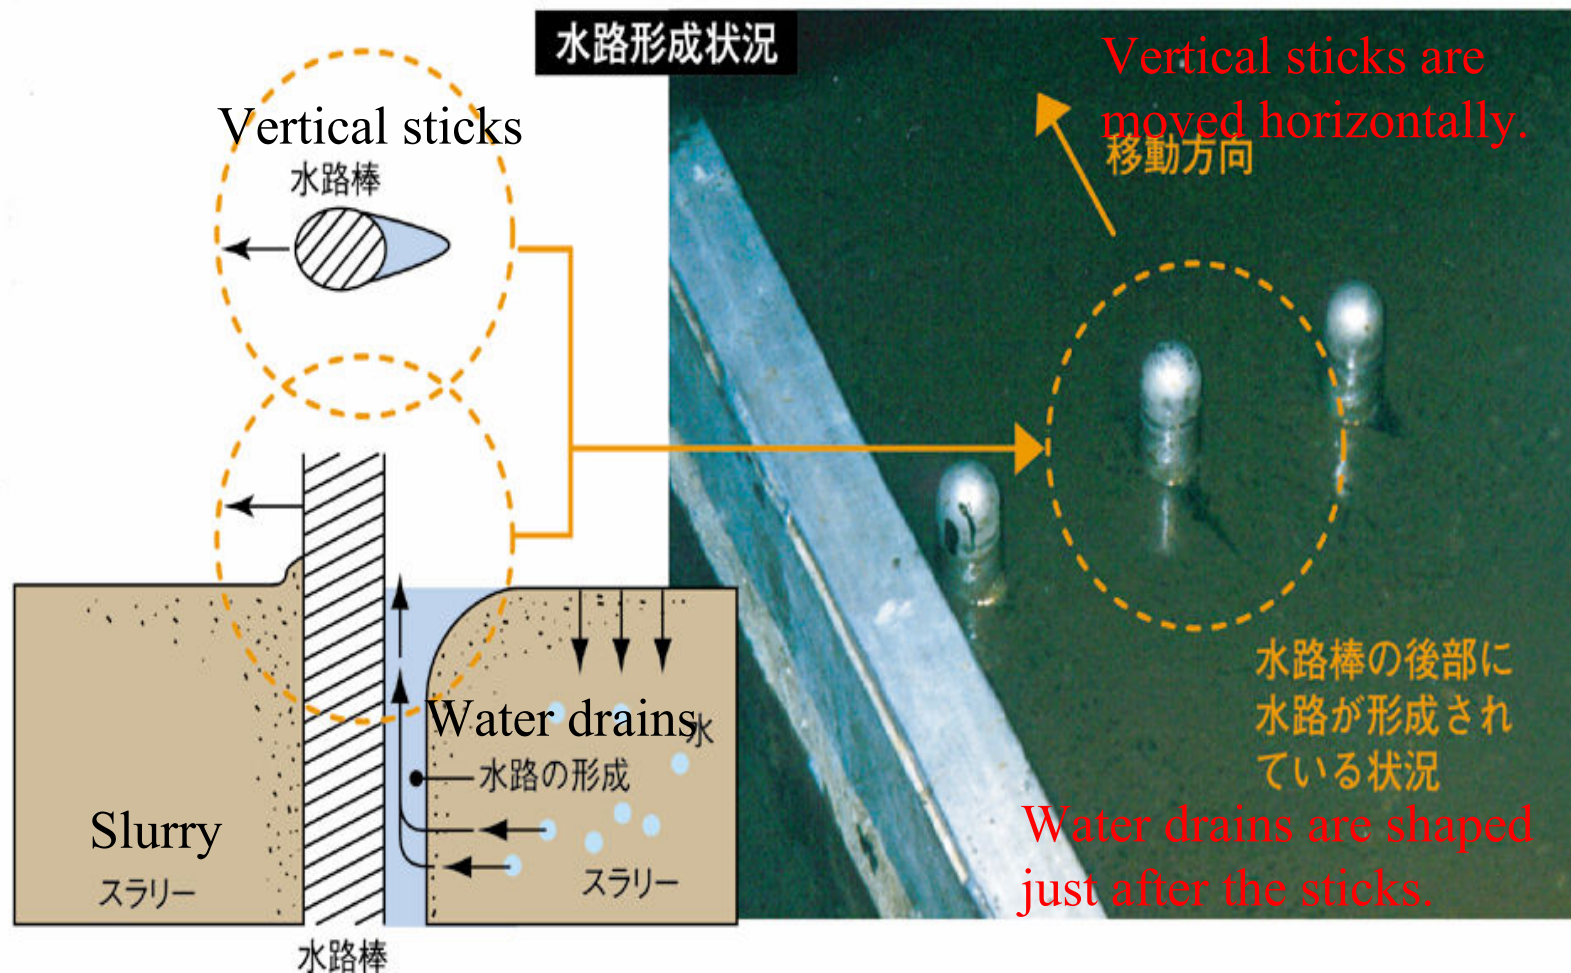 水路形成状況
Vertical sticks
水路棒
Vertical sticks are
moved horizontally.
移動方向
Water drains
水
水路の形成
Slurry
スラリー
スラリー
水路棒
水路棒の後部に
水路が形成され
ている状況
Water drains are shaped
just after the sticks.